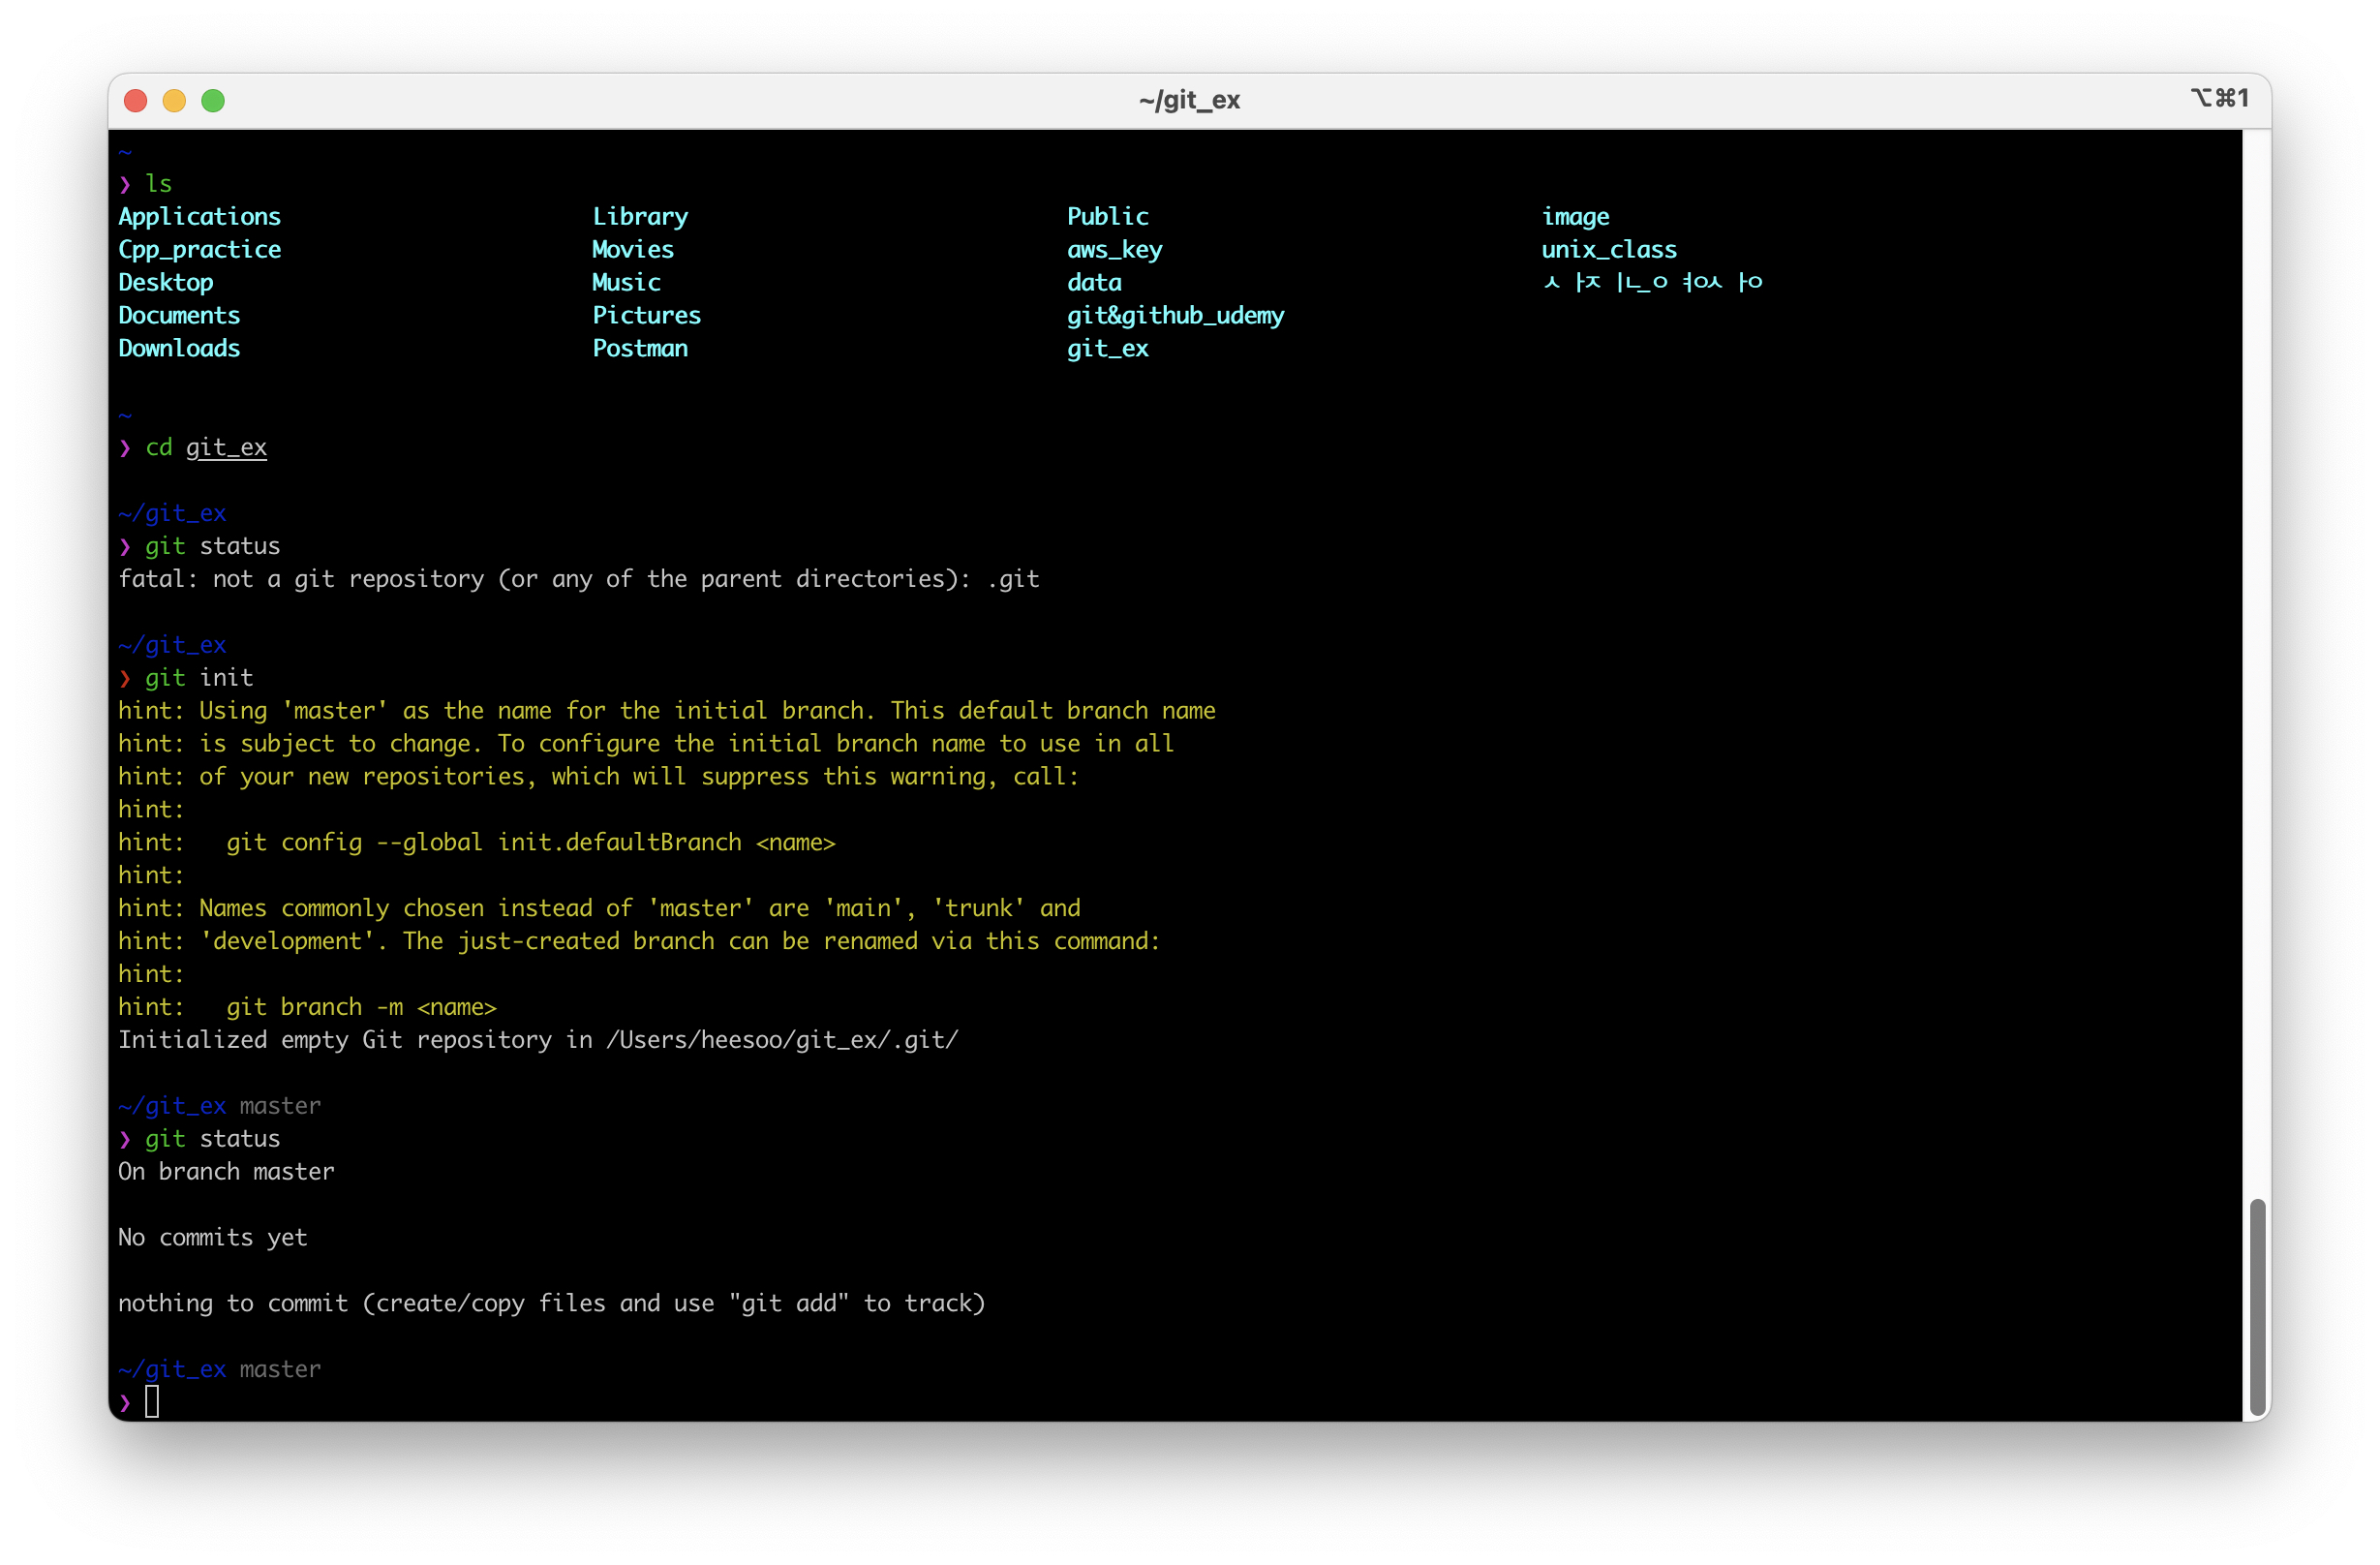 ~/git_ex ⌥⌘1
~
❯ ls
Applications Library Public image
Cpp_practice Movies aws_key unix_class
Desktop Music data ㅅㅏㅈㅣㄴ_ㅇㅕㅇㅅㅏㅇ
Documents Pictures git&github_udemy
Downloads Postman git_ex
~
❯ cd git_ex
~/git_ex
❯ git status
fatal: not a git repository (or any of the parent directories): .git
~/git_ex
❯ git init
hint: Using 'master' as the name for the initial branch. This default branch name
hint: is subject to change. To configure the initial branch name to use in all
hint: of your new repositories, which will suppress this warning, call:
hint:
hint:   git config --global init.defaultBranch <name>
hint:
hint: Names commonly chosen instead of 'master' are 'main', 'trunk' and
hint: 'development'. The just-created branch can be renamed via this command:
hint:
hint:   git branch -m <name>
Initialized empty Git repository in /Users/heesoo/git_ex/.git/
~/git_ex master
❯ git status
On branch master
No commits yet
nothing to commit (create/copy files and use "git add" to track)
~/git_ex master
❯